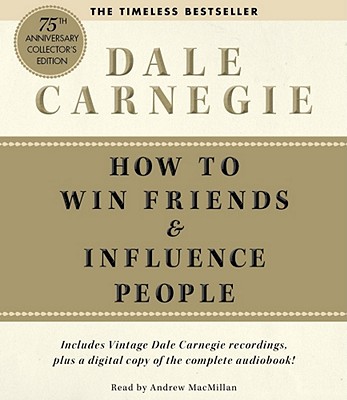 THE TIMELESS BESTSELLER
75TH
ANNIVERSARY
COLLECTOR'S
EDITION
DALE
CARNEGIE
HOW TO
WIN FRIENDS
&
INFLUENCE
PEOPLE
Includes Vintage Dale Carnegie recordings,
plus a digital copy of the complete audiobook!
Read by Andrew MacMillan